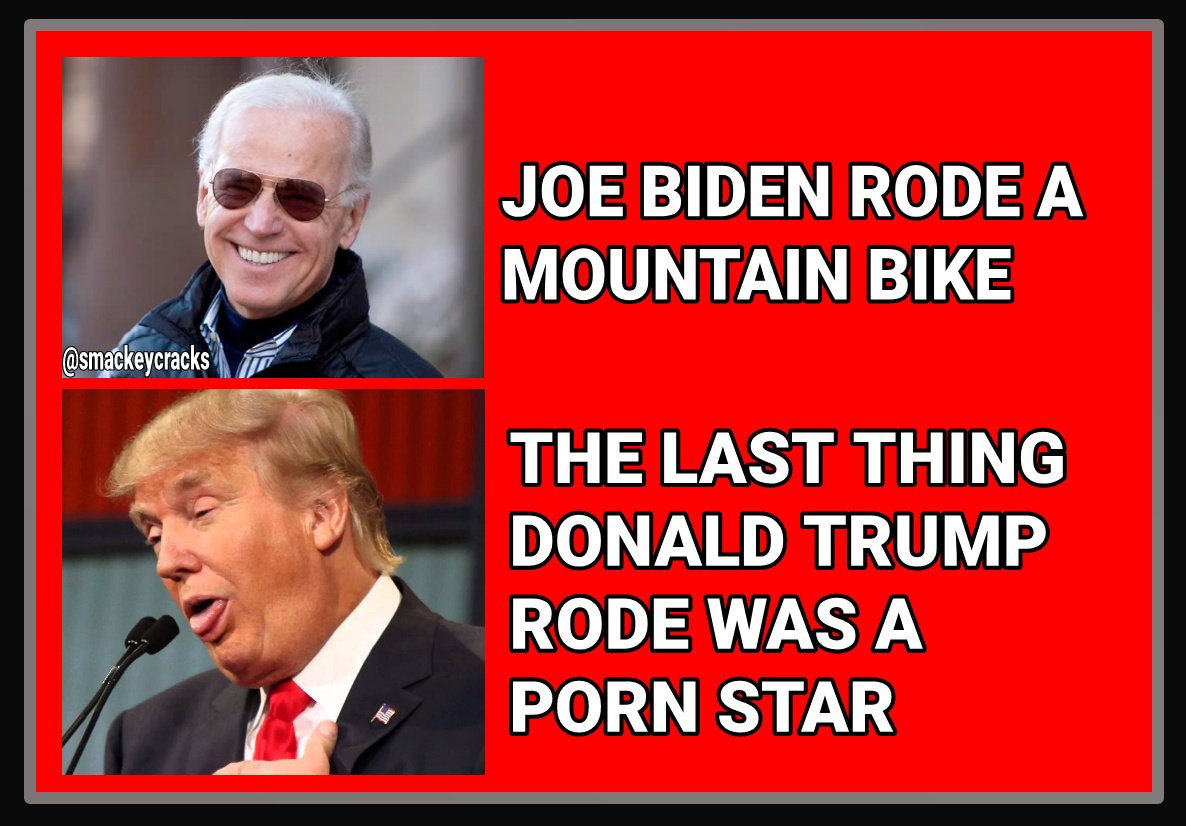 JOE BIDEN RODE A
MOUNTAIN BIKE
@smackeycracks
THE LAST THING
DONALD TRUMP
RODE WAS A
PORN STAR